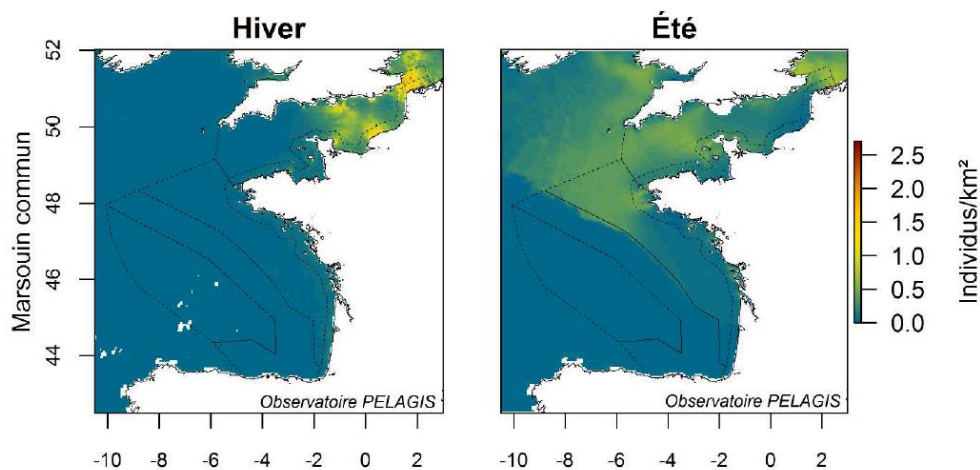 Hiver
Été
Marsouin commun
52
50
48
46
44
Observatoire PELAGIS
Observatoire PELAGIS
-10 -8 -6 -4 -2 0 2
-10 -8 -6 -4 -2 0 2
2.5
2.0
1.5
1.0
0.5
0.0
Individus/km²